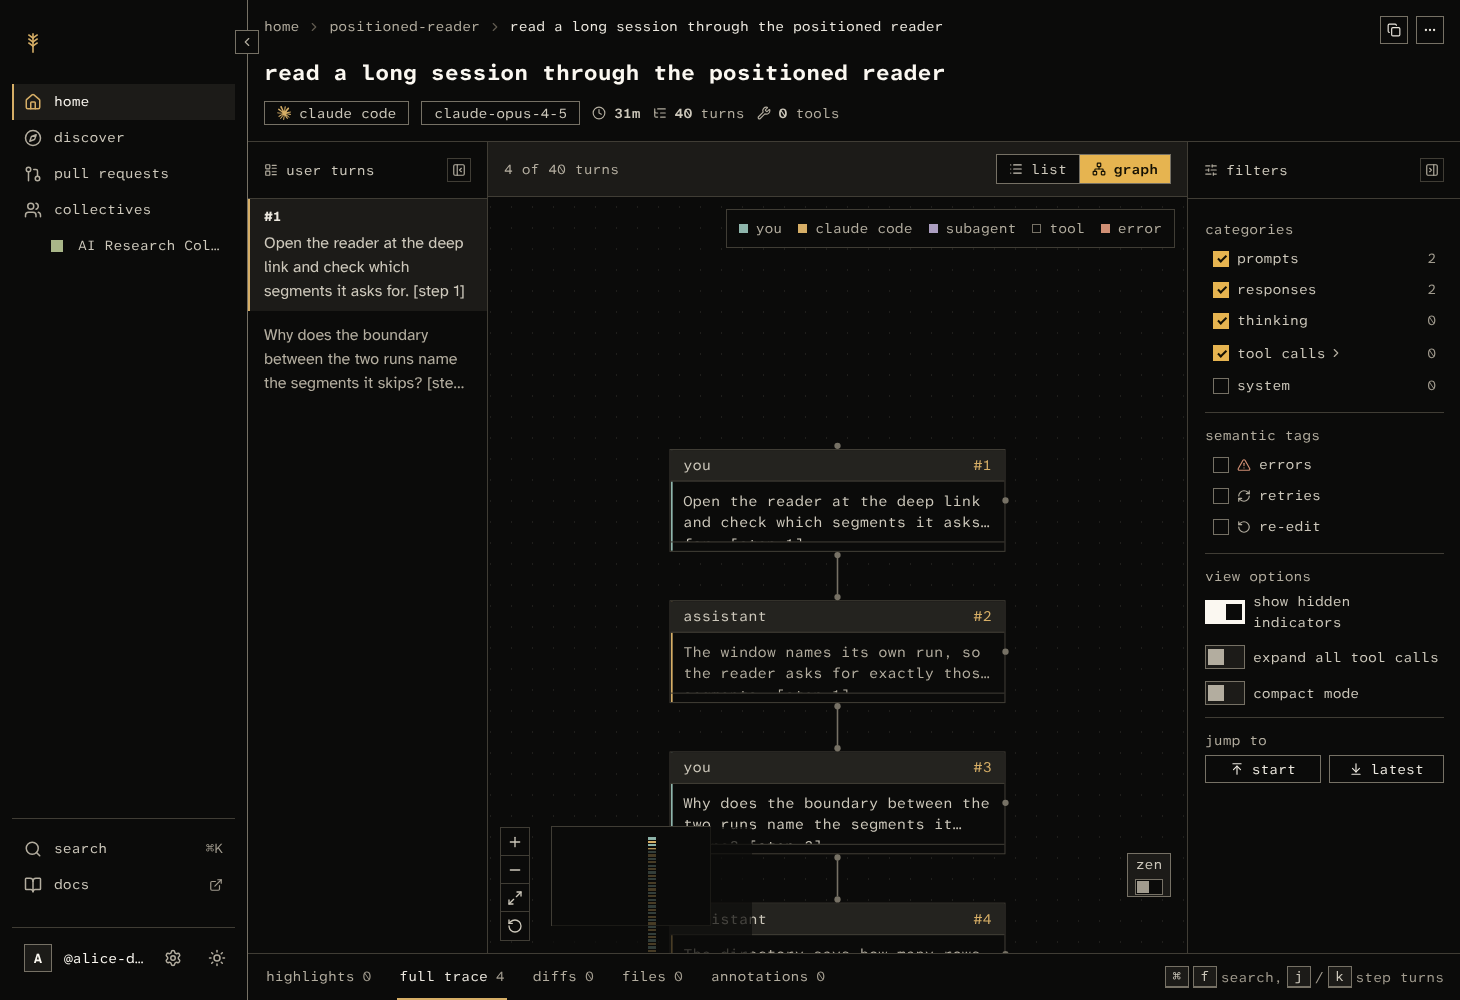 home
discover
pull requests
collectives
AI Research Col…
search ⌘K
docs
A @alice-d…
home > positioned-reader > read a long session through the positioned reader
read a long session through the positioned reader
claude code claude-opus-4-5 31m 40 turns 0 tools
user turns
#1
Open the reader at the deep
link and check which
segments it asks for. [step 1]
Why does the boundary
between the two runs name
the segments it skips? [ste…
4 of 40 turns
list graph
you claude code subagent tool error
you #1
Open the reader at the deep link
and check which segments it asks…
assistant #2
The window names its own run, so
the reader asks for exactly thos…
you #3
Why does the boundary between the
two runs name the segments it…
#4
zen
filters
categories
prompts 2
responses 2
thinking 0
tool calls > 0
system 0
semantic tags
errors
retries
re-edit
view options
show hidden
indicators
expand all tool calls
compact mode
jump to
start latest
highlights 0 full trace 4 diffs 0 files 0 annotations 0
⌘ f search, j / k step turns